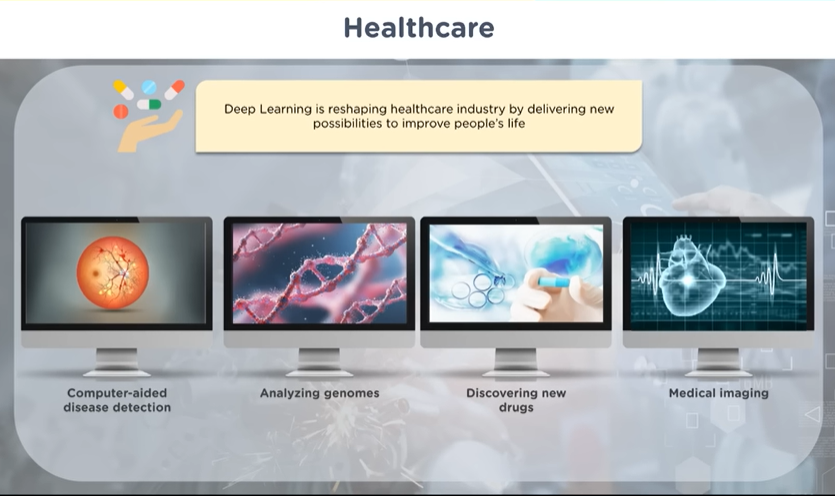 Healthcare
Deep Learning is reshaping healthcare industry by delivering new
possibilities to improve people's life
Computer-aided
disease detection
Analyzing genomes
Discovering new
drugs
Medical imaging